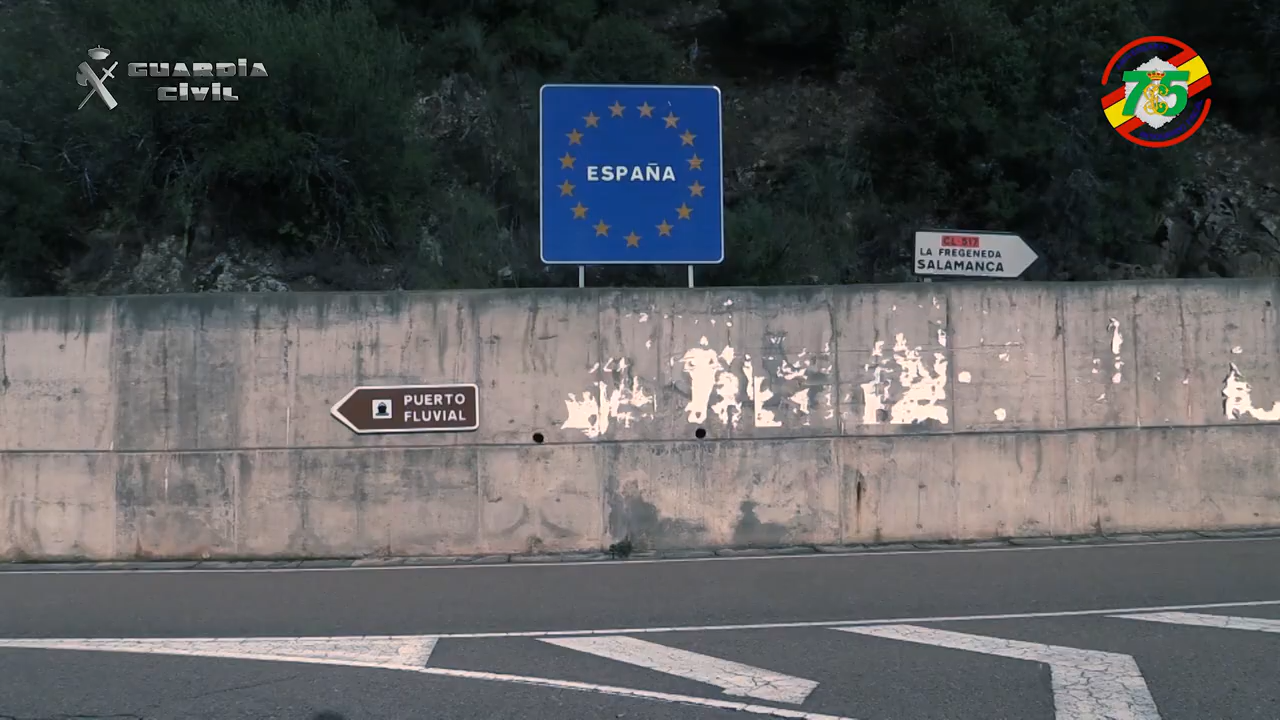 GUARDIA
CIVIL
75
ESPAÑA
CL 517
LA FREGENEDA
SALAMANCA
PUERTO
FLUVIAL